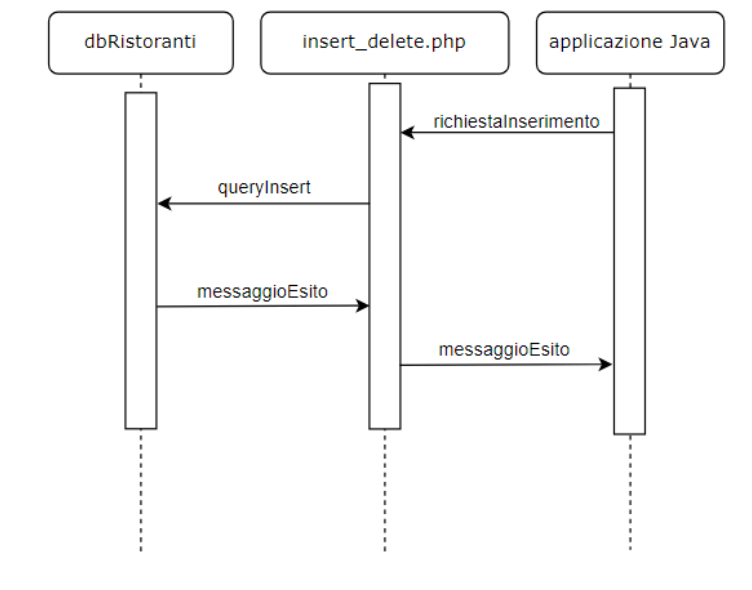 dbRistoranti
insert_delete.php
applicazione Java
richiestaInserimento
queryInsert
messaggioEsito
messaggioEsito